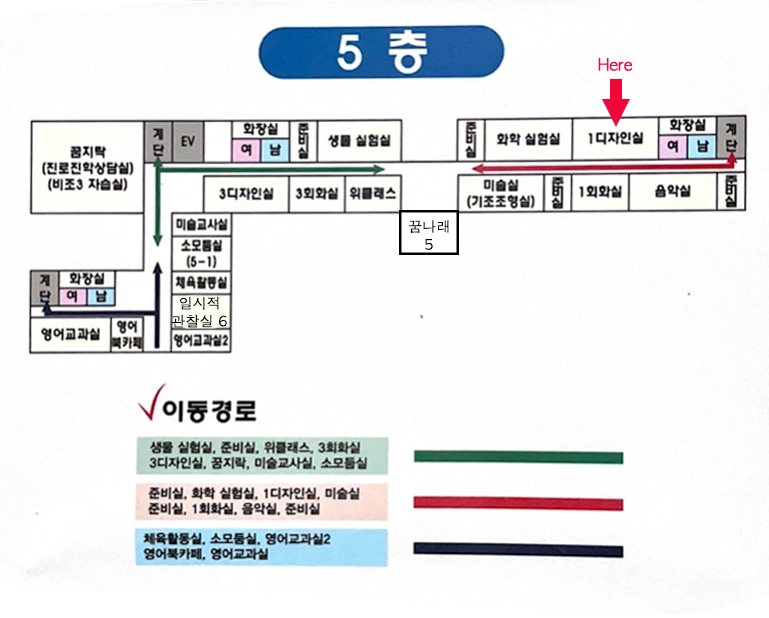 5 층
Here
꿈지락
(진로진학상담실)
(비조3 자습실)
계단
EV
화장실
여 남
준비실
생물 실험실
준비실
화학 실험실
1디자인실
화장실
여 남
계단
3디자인실
3회화실
위클래스
미술실
(기조조형실)
준비실
1회화실
음악실
준비실
꿈나래
5
미술교사실
소모둠실
(5-1)
체육활동실
일시적
관찰실 6
영어교과실2
계단
화장실
여 남
영어교과실
영어
북카페
이동경로
생물 실험실, 준비실, 위클래스, 3회화실
3디자인실, 꿈지락, 미술교사실, 소모둠실
준비실, 화학 실험실, 1디자인실, 미술실
준비실, 1회화실, 음악실, 준비실
체육활동실, 소모둠실, 영어교과실2
영어북카페, 영어교과실